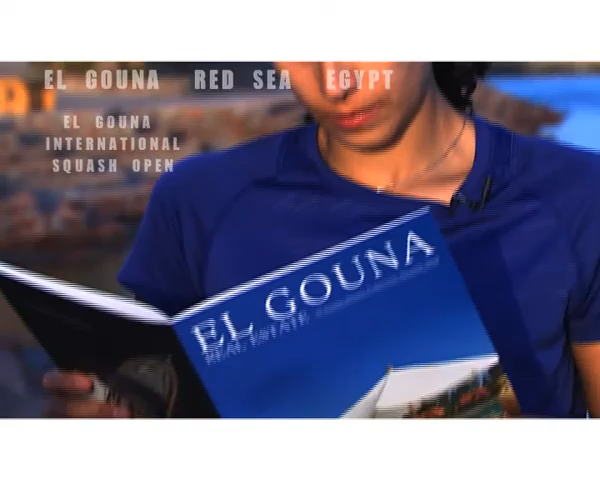 EL GOUNA RED SEA EGYPT
EL GOUNA
INTERNATIONAL
SQUASH OPEN
EL GOUNA
REAL ESTATE